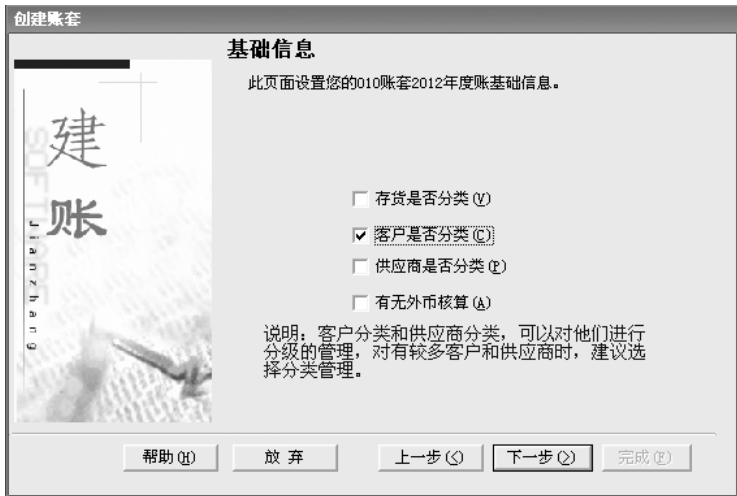 创建账套
基础信息
此页面设置您的010账套2012年度账基础信息。
建
账
Jianzhang
存货是否分类(V)
客户是否分类(C)
供应商是否分类(P)
有无外币核算(A)
说明：客户分类和供应商分类，可以对他们进行
分级的管理，对有较多客户和供应商时，建议选
择分类管理。
帮助(H) 放 弃 上一步(<) 下一步(>) 完成(F)